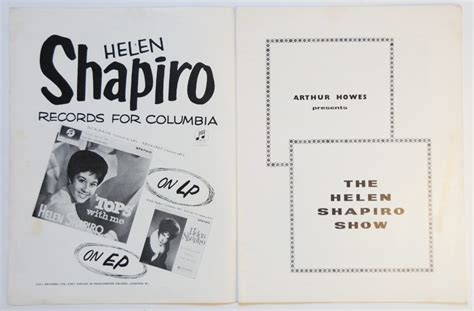 HELEN
Shapiro
RECORDS FOR COLUMBIA
ON LP
TOPS
with me
HELEN SHAPIRO
Helen
Shapiro
ON EP
ARTHUR HOWES
presents
THE
HELEN
SHAPIRO
SHOW